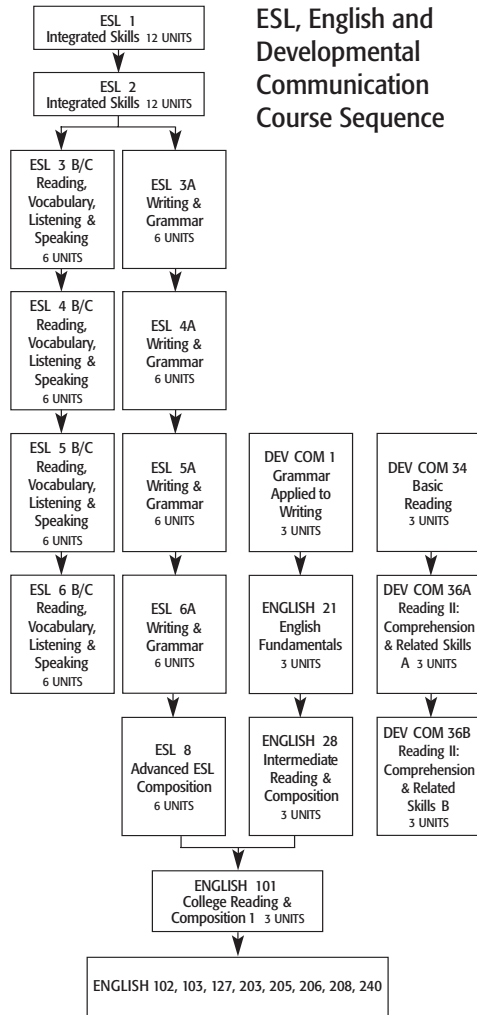 ESL, English and
Developmental
Communication
Course Sequence
ESL 1
Integrated Skills 12 UNITS
ESL 2
Integrated Skills 12 UNITS
ESL 3 B/C
Reading,
Vocabulary,
Listening &
Speaking
6 UNITS
ESL 3A
Writing &
Grammar
6 UNITS
ESL 4 B/C
Reading,
Vocabulary,
Listening &
Speaking
6 UNITS
ESL 4A
Writing &
Grammar
6 UNITS
ESL 5 B/C
Reading,
Vocabulary,
Listening &
Speaking
6 UNITS
ESL 5A
Writing &
Grammar
6 UNITS
DEV COM 1
Grammar
Applied to
Writing
3 UNITS
DEV COM 34
Basic
Reading
3 UNITS
ESL 6 B/C
Reading,
Vocabulary,
Listening &
Speaking
6 UNITS
ESL 6A
Writing &
Grammar
6 UNITS
ENGLISH 21
English
Fundamentals
3 UNITS
DEV COM 36A
Reading II:
Comprehension
& Related Skills
A 3 UNITS
ESL 8
Advanced ESL
Composition
6 UNITS
ENGLISH 28
Intermediate
Reading &
Composition
3 UNITS
DEV COM 36B
Reading II:
Comprehension
& Related
Skills B
3 UNITS
ENGLISH 101
College Reading &
Composition 1 3 UNITS
ENGLISH 102, 103, 127, 203, 205, 206, 208, 240